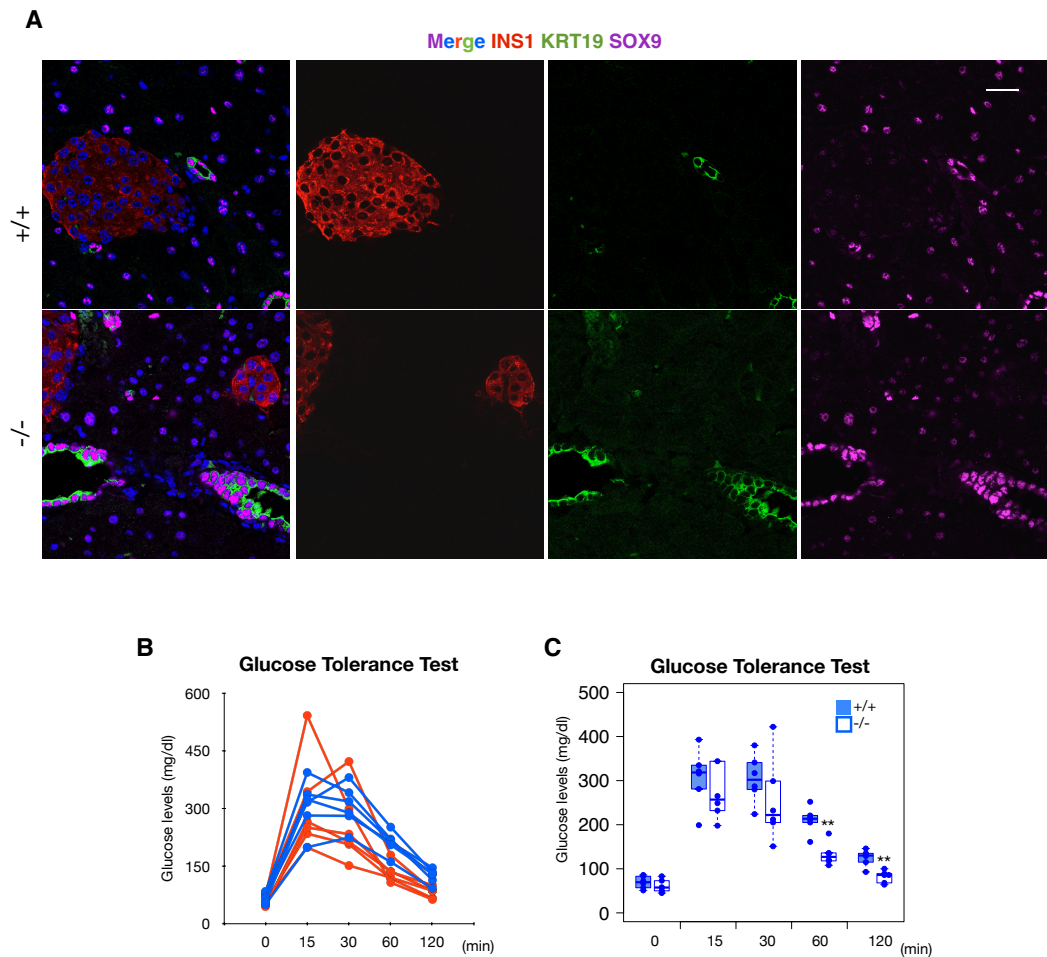 A
Merge INS1 KRT19 SOX9
+/+
-/-
B
Glucose Tolerance Test
Glucose levels (mg/dl)
600
450
300
150
0
0 15 30 60 120 (min)
C
Glucose Tolerance Test
Glucose levels (mg/dl)
500
400
300
200
100
0
+/+
-/-
**
**
0 15 30 60 120 (min)